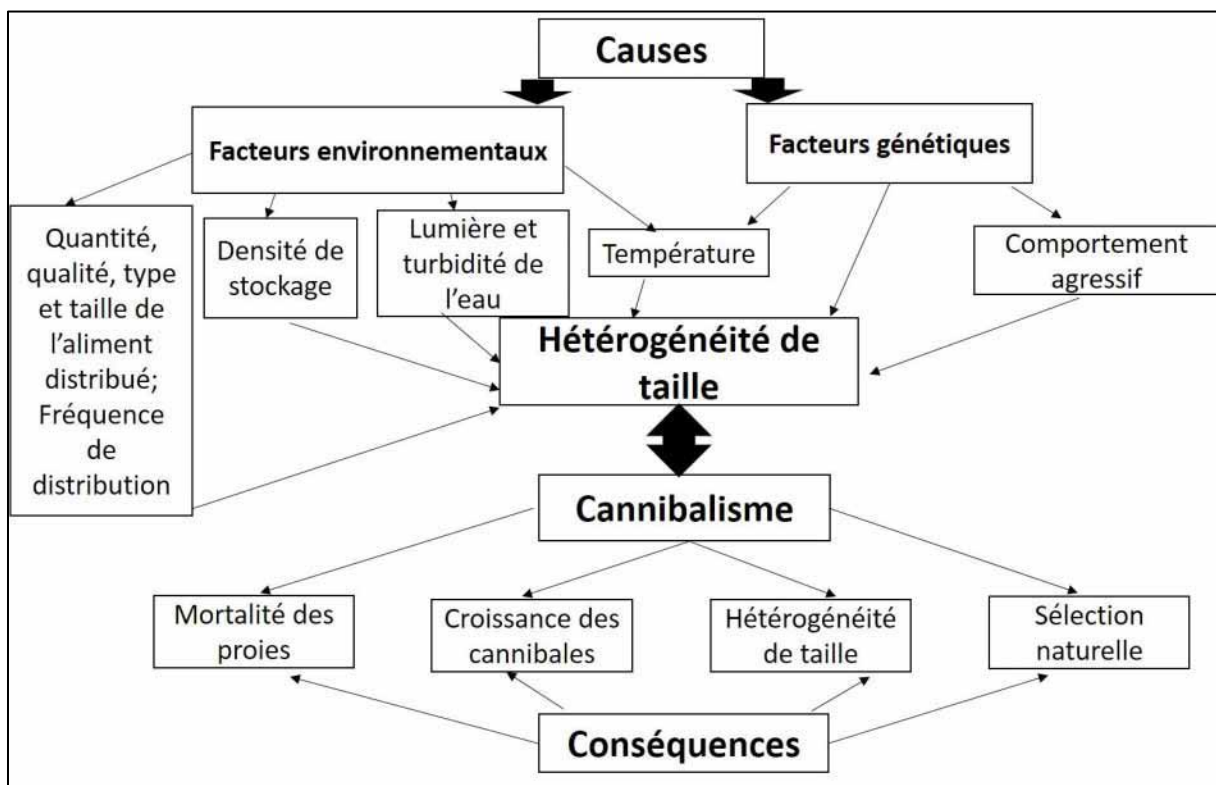 Causes
Facteurs environnementaux
Facteurs génétiques
Quantité,
qualité, type
et taille de
l'aliment
distribué;
Fréquence
de
distribution
Densité de
stockage
Lumière et
turbidité de
l'eau
Température
Comportement
agressif
Hétérogénéité de
taille
Cannibalisme
Mortalité des
proies
Croissance des
cannibales
Hétérogénéité
de taille
Sélection
naturelle
Conséquences